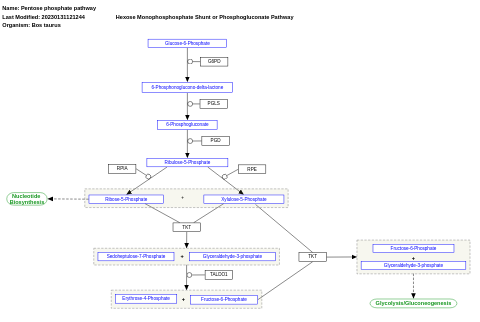 Name: Pentose phosphate pathway
Last Modified: 20230131121244
Hexose Monophosphosphate Shunt or Phosphogluconate Pathway
Organism: Bos taurus
Glucose-6-Phosphate
G6PD
6-Phosphonoglucono-delta-lactone
PGLS
6-Phosphogluconate
PGD
Ribulose-5-Phosphate
RPIA
RPE
Nucleotide
Biosynthesis
Ribose-5-Phosphate
+
Xylulose-5-Phosphate
TKT
Sedoheptulose-7-Phosphate
+
Glyceraldehyde-3-phosphate
TKT
Fructose-6-Phosphate
+
Glyceraldehyde-3-phosphate
TALDO1
Erythrose-4-Phosphate
+
Fructose-6-Phosphate
Glycolysis/Gluconeogenesis